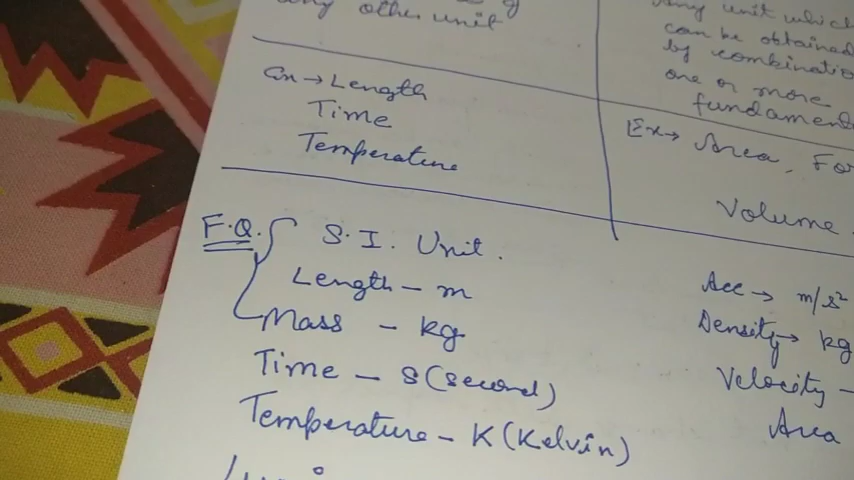 any other unit
Any unit which
can be obtained
by combination
one or more
fundament
Ex → Length
Time
Temperature
Ex → Area, For
Volume
F.Q. S.I. Unit.
Length - m
Mass - kg
Time - s (second)
Temperature - K (Kelvin)
Acc → m/s²
Density → kg
Velocity -
Area